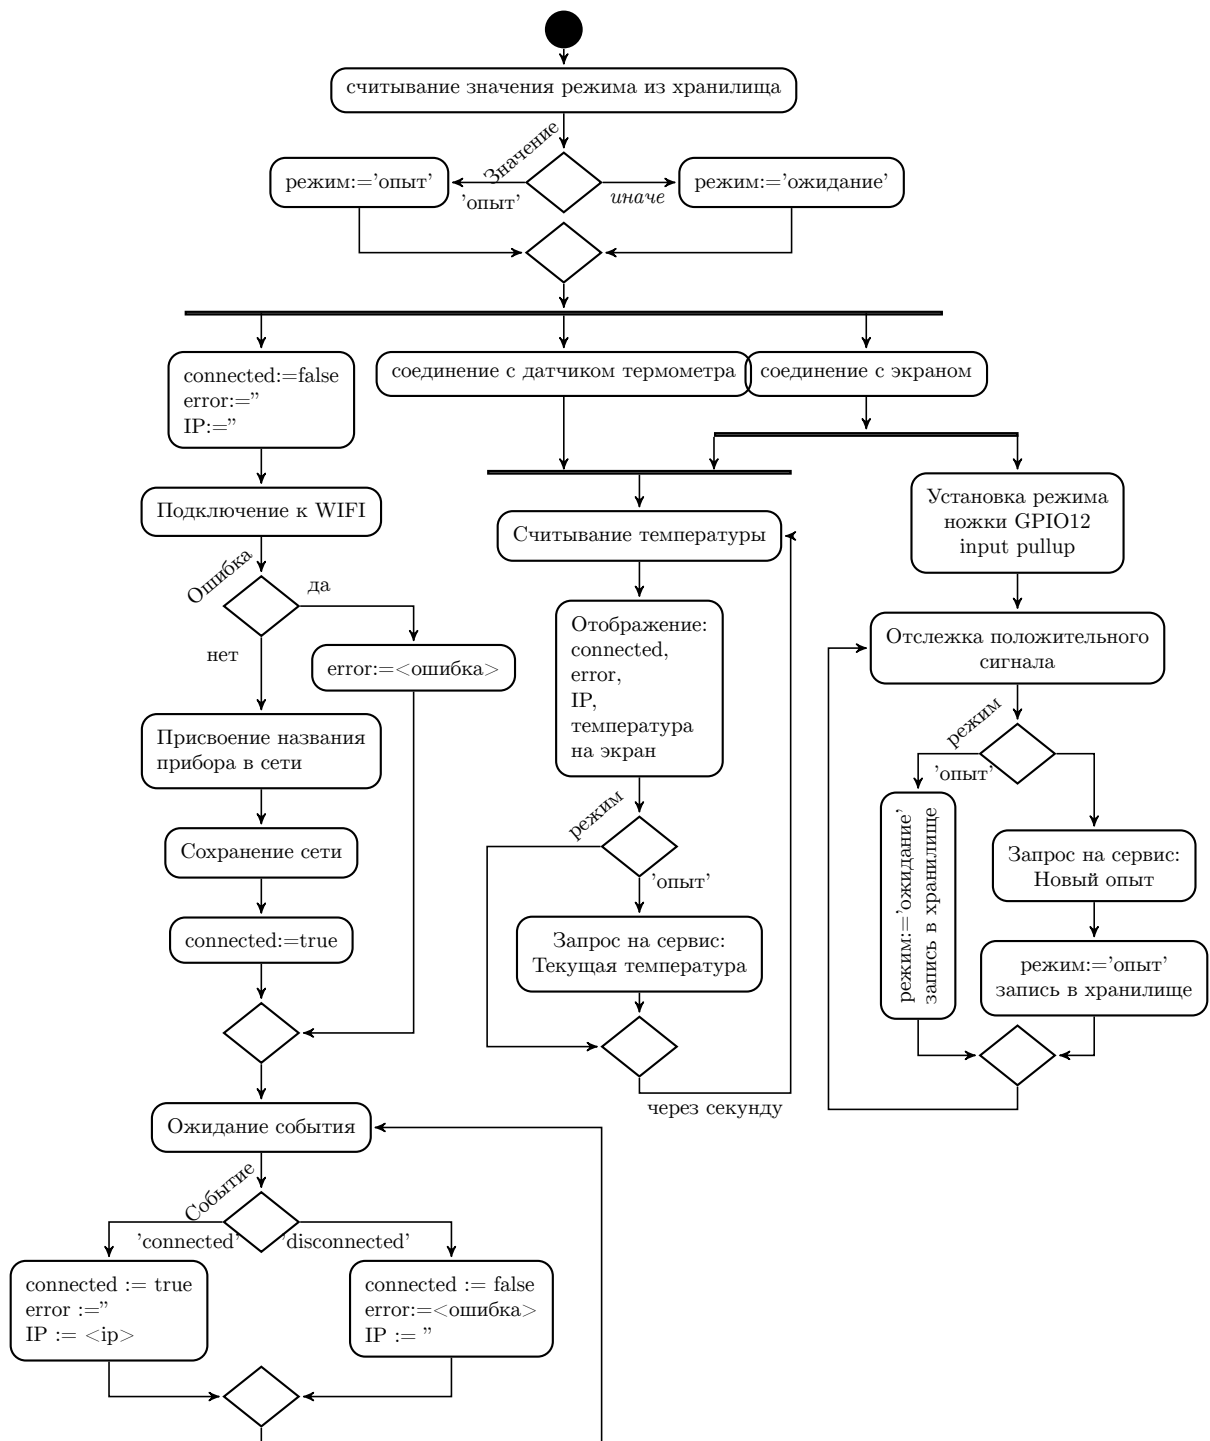 считывание значения режима из хранилища
Значение
режим:='опыт'
'опыт'
иначе
режим:='ожидание'
connected:=false
error:=”
IP:=”
соединение с датчиком термометра
соединение с экраном
Подключение к WIFI
Ошибка
да
нет
error:=<ошибка>
Присвоение названия
прибора в сети
Сохранение сети
connected:=true
Ожидание события
Событие
'connected'
'disconnected'
connected := true
error :=”
IP := <ip>
connected := false
error:=<ошибка>
IP := ”
Считывание температуры
Отображение:
connected,
error,
IP,
температура
на экран
режим
'опыт'
Запрос на сервис:
Текущая температура
через секунду
Установка режима
ножки GPIO12
input pullup
Отслежка положительного
сигнала
режим
'опыт'
режим:='ожидание'
запись в хранилище
Запрос на сервис:
Новый опыт
режим:='опыт'
запись в хранилище